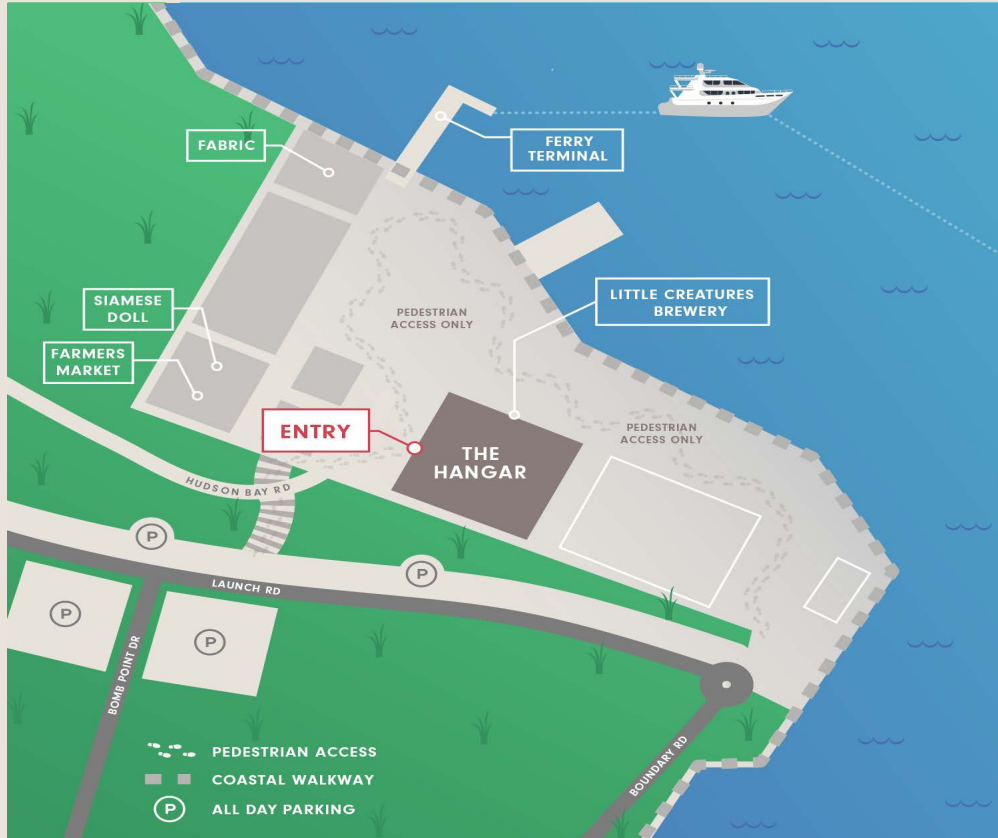 FABRIC
FERRY
TERMINAL
SIAMESE
DOLL
LITTLE CREATURES
BREWERY
PEDESTRIAN
ACCESS ONLY
FARMERS
MARKET
ENTRY
PEDESTRIAN
ACCESS ONLY
THE
HANGAR
HUDSON BAY RD
P
P
LAUNCH RD
P
P
BOMB POINT DR
BOUNDARY RD
PEDESTRIAN ACCESS
COASTAL WALKWAY
P ALL DAY PARKING